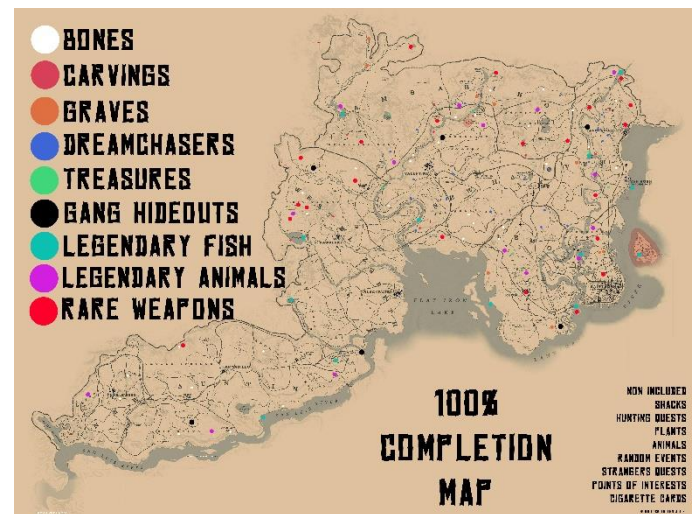 BONES
CARVINGS
GRAVES
DREAMCHASERS
TREASURES
GANG HIDEOUTS
LEGENDARY FISH
LEGENDARY ANIMALS
RARE WEAPONS
FLAT IRON
LAKE
100%
COMPLETION
MAP
NON INCLUDED
SHACKS
HUNTING QUESTS
PLANTS
ANIMALS
RANDOM EVENTS
STRANGERS QUESTS
POINTS OF INTERESTS
CIGARETTE CARDS